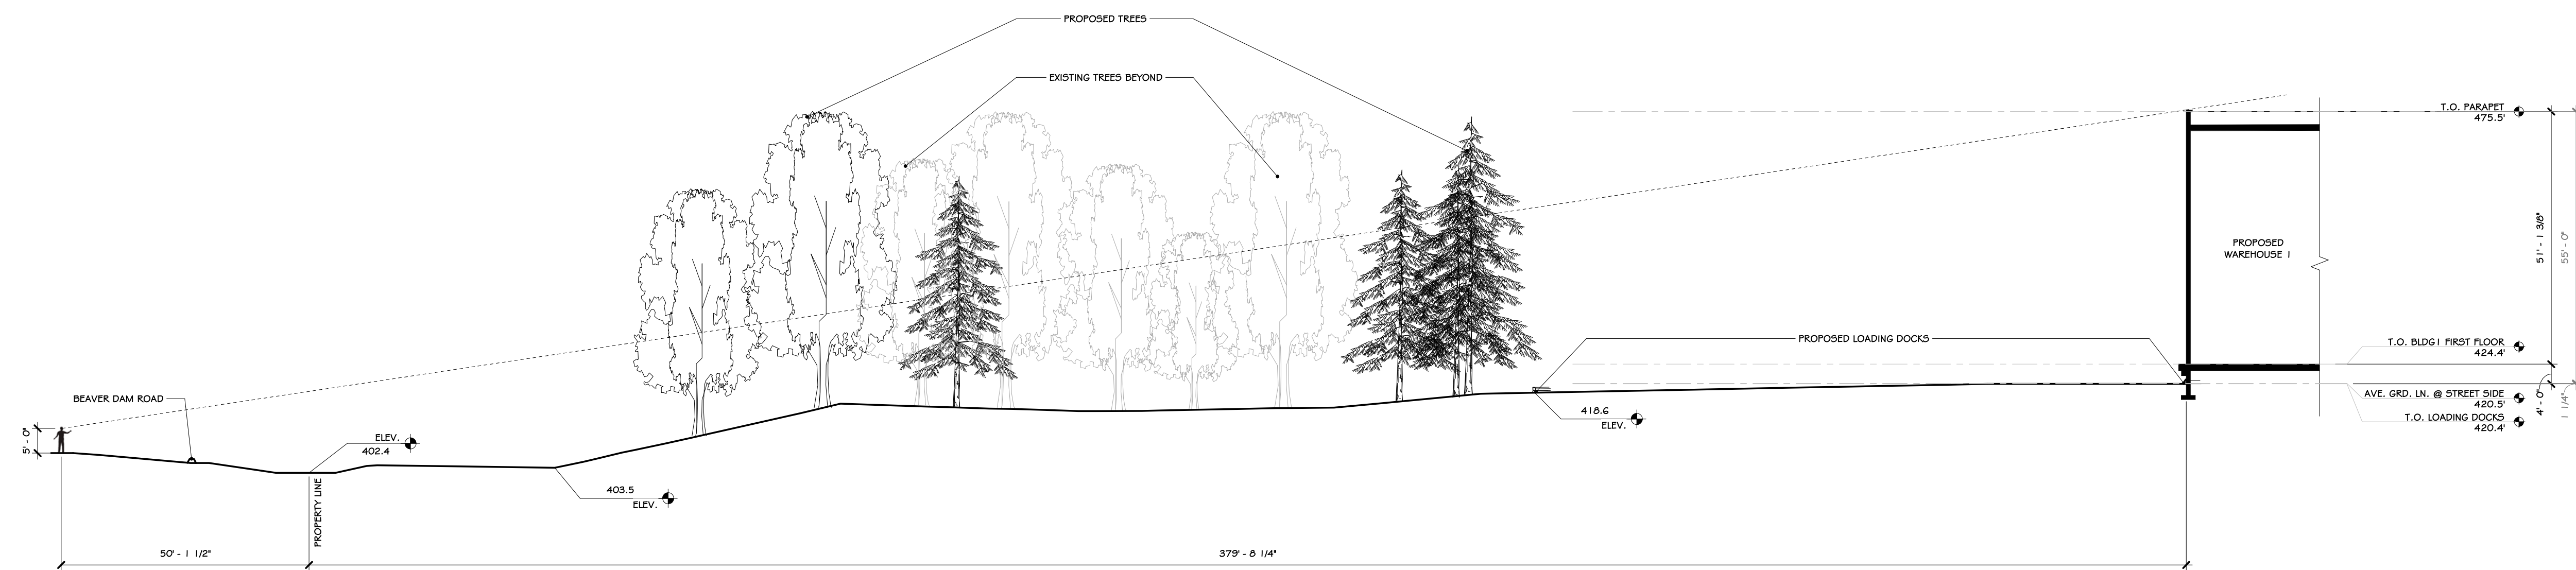 PROPOSED TREES
EXISTING TREES BEYOND
T.O. PARAPET
475.5'
51' - 1 3/8"
55' - 0"
PROPOSED
WAREHOUSE 1
PROPOSED LOADING DOCKS
T.O. BLDG1 FIRST FLOOR
424.4'
BEAVER DAM ROAD
AVE. GRD. LN. @ STREET SIDE
420.5'
4' - 0"
1 1/4"
418.6
ELEV.
T.O. LOADING DOCKS
420.4'
5' - 0"
ELEV.
402.4
403.5
ELEV.
PROPERTY LINE
50' - 1 1/2"
379' - 8 1/4"